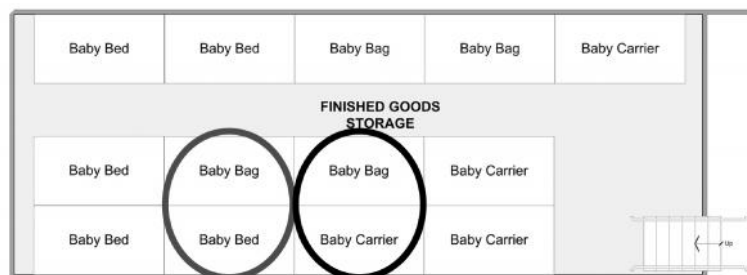 Baby Bed Baby Bed Baby Bag Baby Bag Baby Carrier
FINISHED GOODS
STORAGE
Baby Bed Baby Bag Baby Bag Baby Carrier
Baby Bed Baby Bed Baby Carrier Baby Carrier
Up